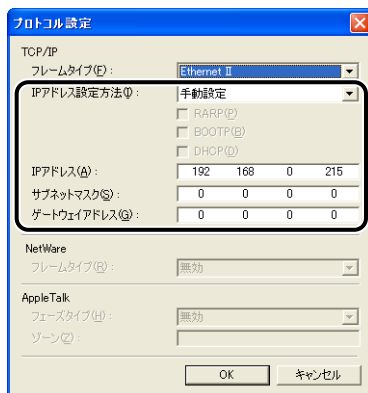 プロトコル設定
TCP/IP
フレームタイプ(F): Ethernet II
IPアドレス設定方法(I): 手動設定
RARP(P)
BOOTP(B)
DHCP(D)
IPアドレス(A): 192 168 0 215
サブネットマスク(S): 0 0 0 0
ゲートウェイアドレス(G): 0 0 0 0
NetWare
フレームタイプ(R): 無効
AppleTalk
フェーズタイプ(H): 無効
ゾーン(Z):
OK キャンセル